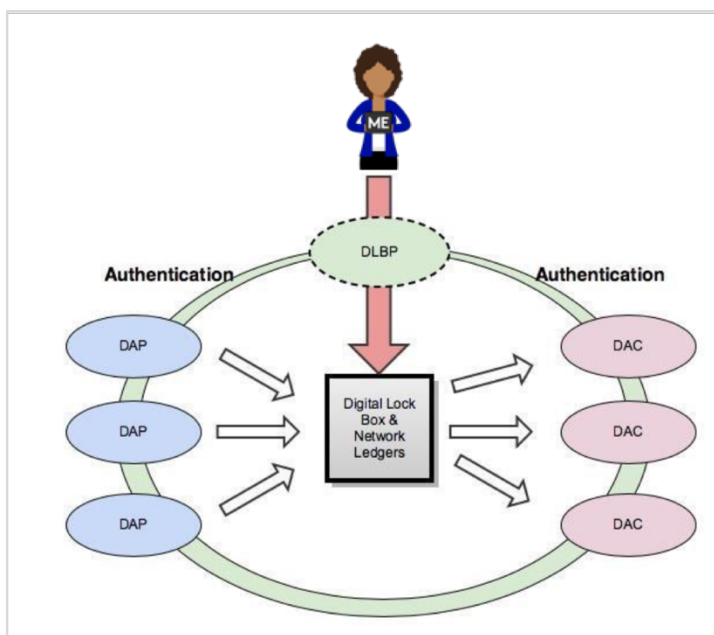 ME
DLBP
Authentication
Authentication
DAP
DAC
Digital Lock
Box &
Network
Ledgers
DAP
DAC
DAP
DAC